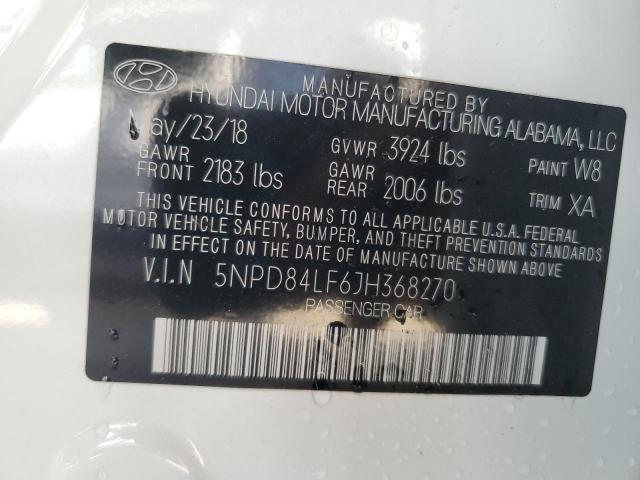 MANUFACTURED BY
HYUNDAI MOTOR MANUFACTURING ALABAMA, LLC
May/23/18
GVWR 3924 lbs
PAINT W8
GAWR
FRONT 2183 lbs
GAWR
REAR 2006 lbs
TRIM XA
THIS VEHICLE CONFORMS TO ALL APPLICABLE U.S.A. FEDERAL
MOTOR VEHICLE SAFETY, BUMPER, AND THEFT PREVENTION STANDARDS
IN EFFECT ON THE DATE OF MANUFACTURE SHOWN ABOVE.
V.I.N 5NPD84LF6JH368270
PASSENGER CAR